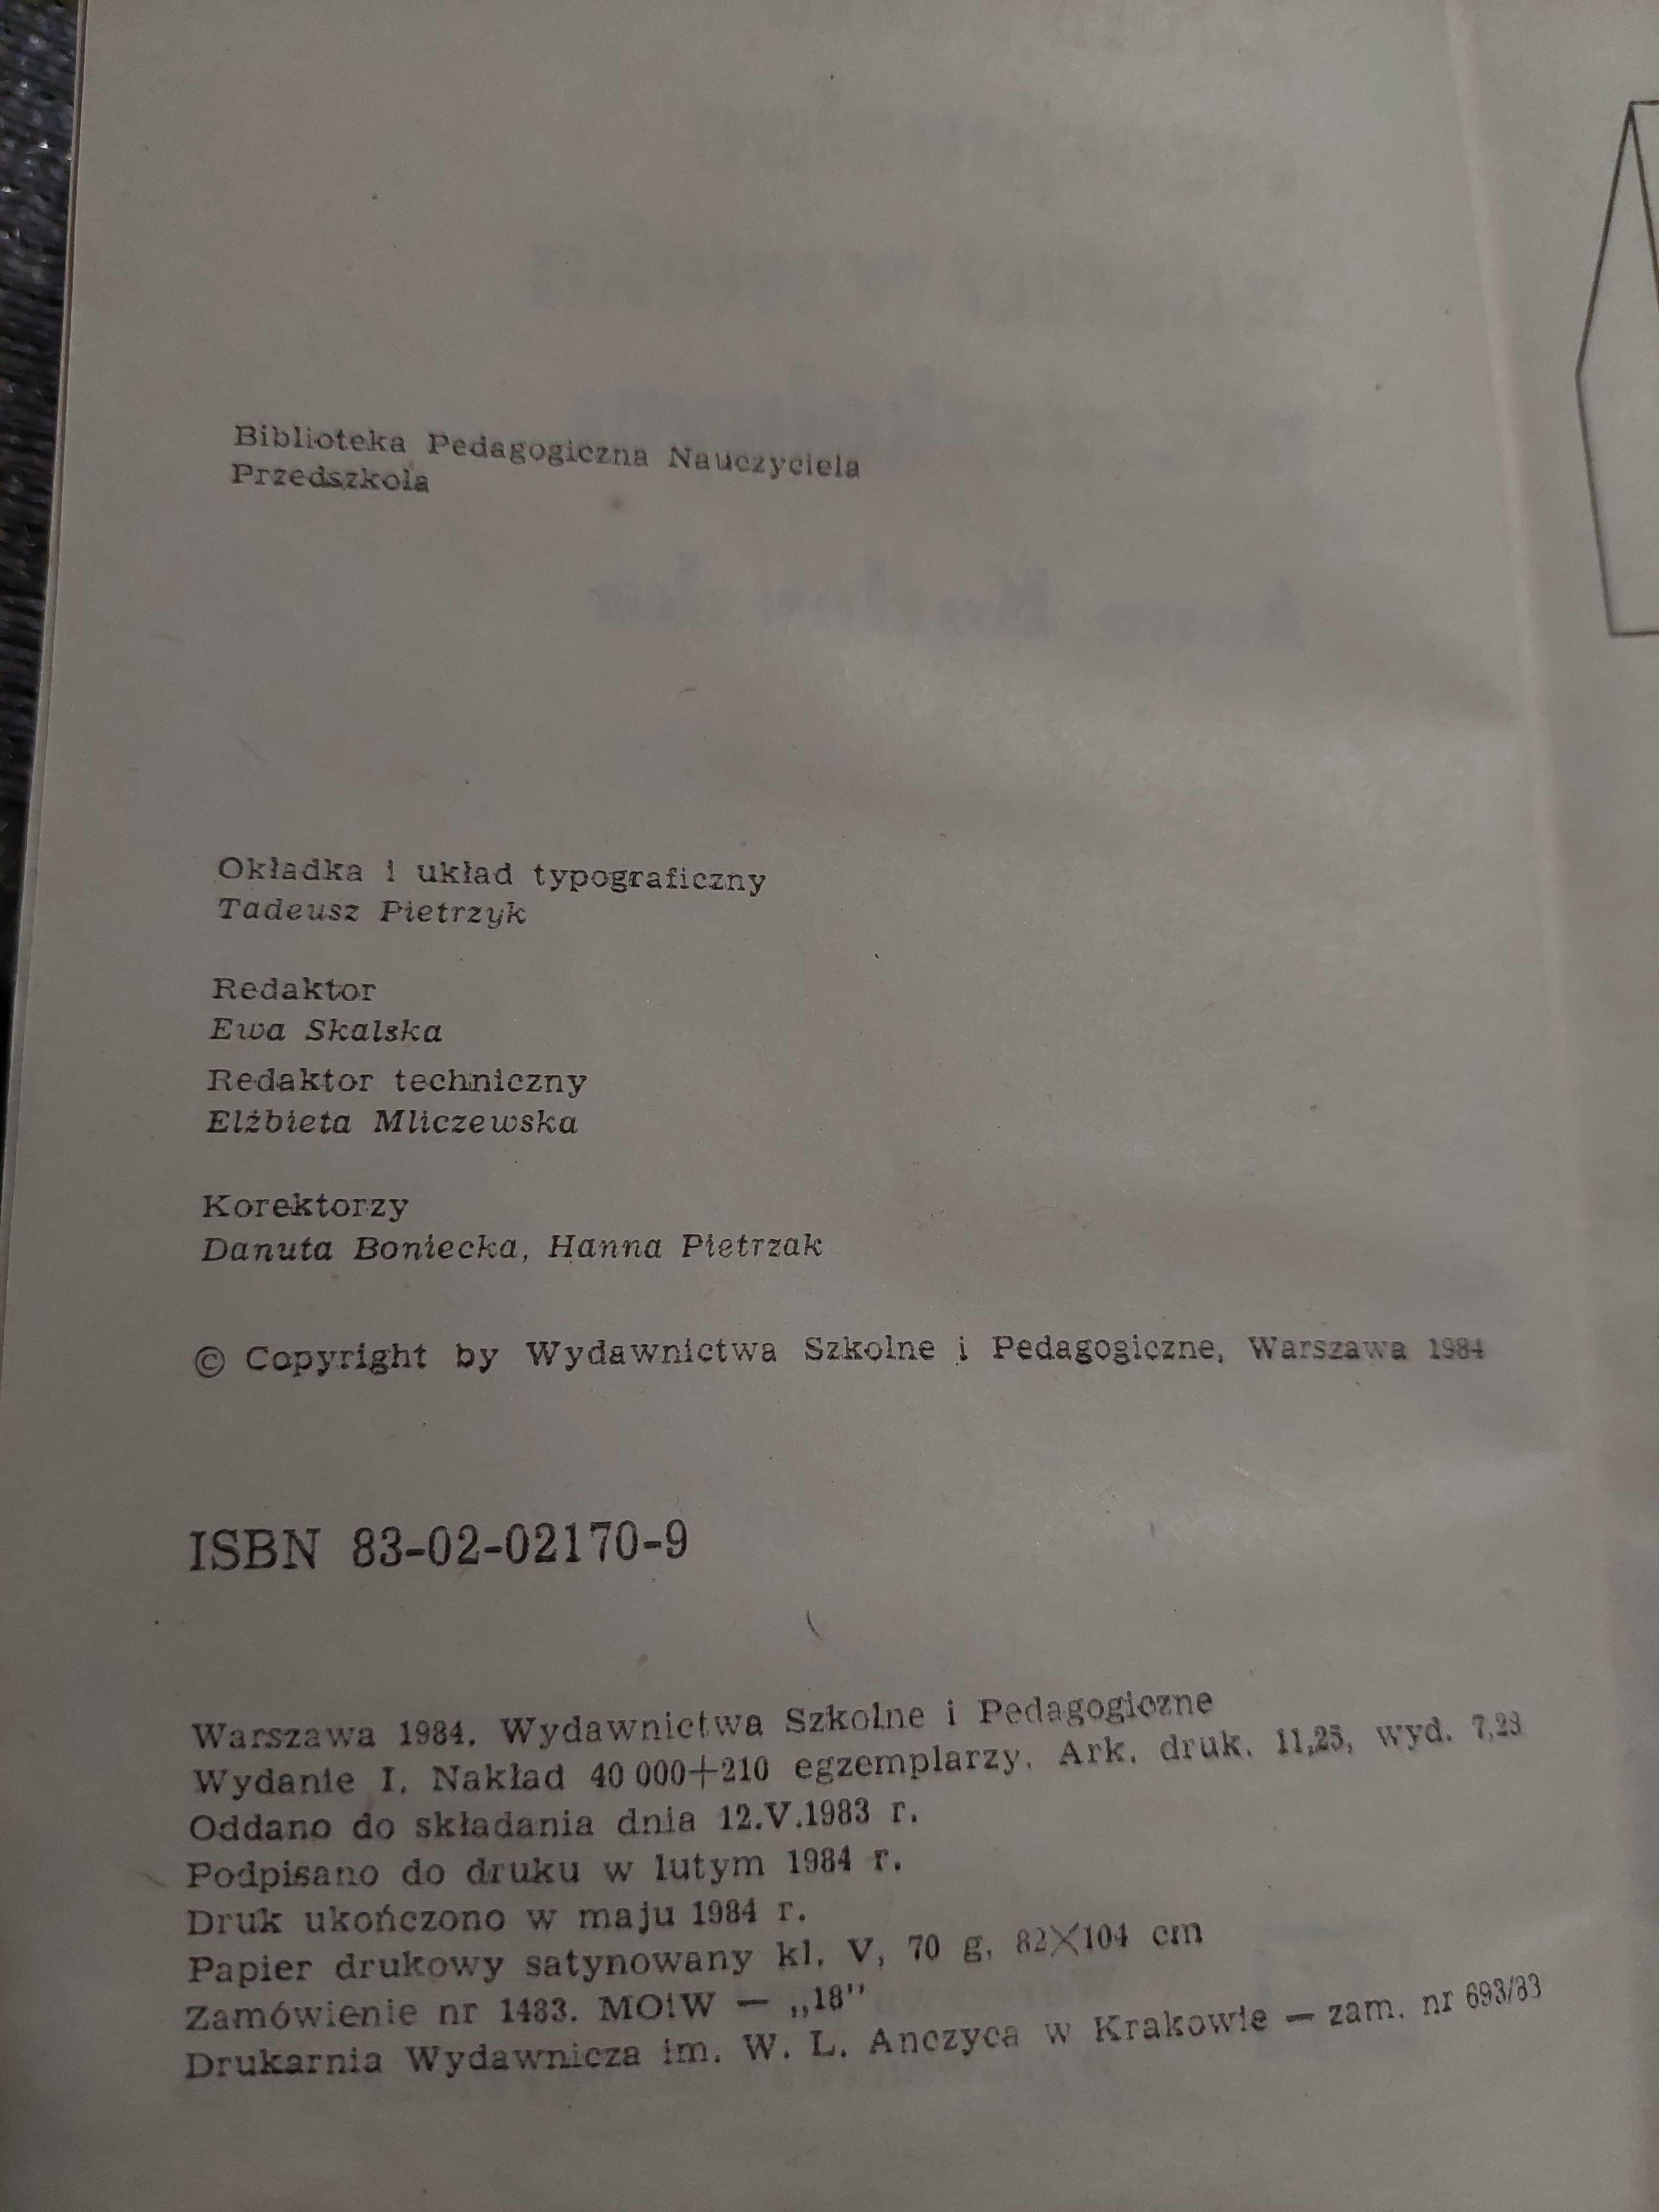 Biblioteka Pedagogiczna Nauczyciela
Przedszkola
Okładka i układ typograficzny
Tadeusz Pietrzyk
Redaktor
Ewa Skalska
Redaktor techniczny
Elżbieta Mliczewska
Korektorzy
Danuta Boniecka, Hanna Pietrzak
© Copyright by Wydawnictwa Szkolne i Pedagogiczne, Warszawa 1984
ISBN 83-02-02170-9
Warszawa 1984. Wydawnictwa Szkolne i Pedagogiczne
Wydanie I. Nakład 40 000+210 egzemplarzy. Ark. druk. 11,25, wyd. 7,23
Oddano do składania dnia 12.V.1983 r.
Podpisano do druku w lutym 1984 r.
Druk ukończono w maju 1984 r.
Papier drukowy satynowany kl. V, 70 g, 82×104 cm
Zamówienie nr 1483. MOiW — „18"
Drukarnia Wydawnicza im. W. L. Anczyca w Krakowie — zam. nr 693/83